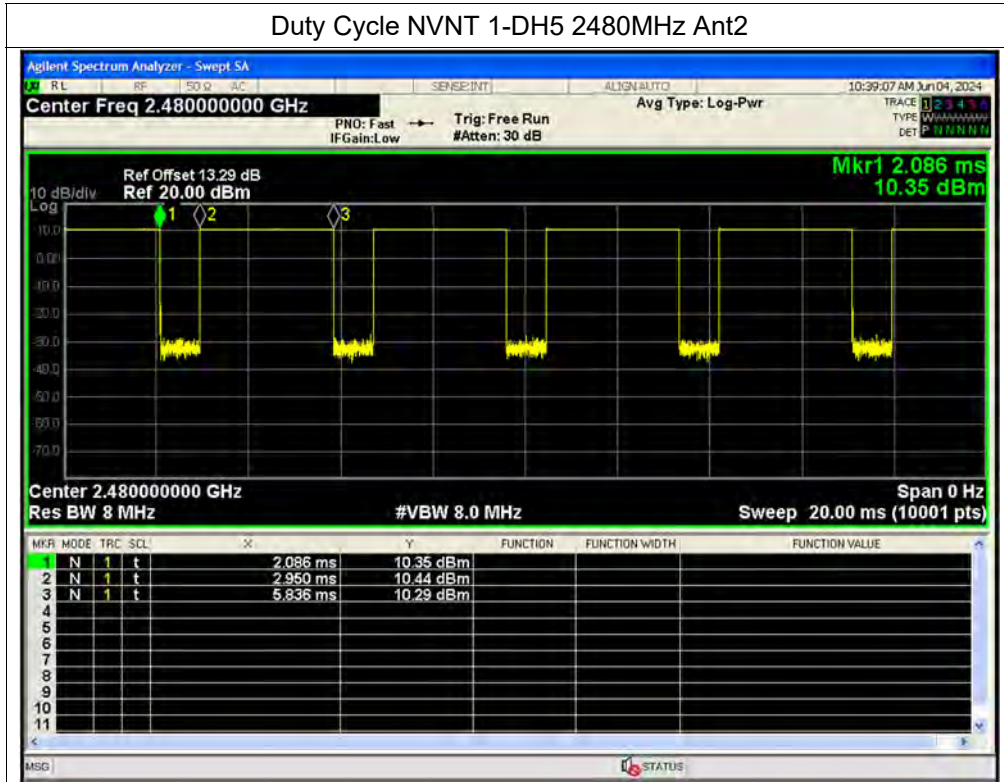 Duty Cycle NVNT 1-DH5 2480MHz Ant2
Agilent Spectrum Analyzer - Swept SA
RL RF 50 Ω AC SENSE:INT ALIGN AUTO 10:39:07 AM Jun 04, 2024
Center Freq 2.480000000 GHz Avg Type: Log-Pwr TRACE 1 2 3 4 5 6
PNO: Fast Trig: Free Run TYPE W
IFGain:Low #Atten: 30 dB DET P N N N N N
Mkr1 2.086 ms
10.35 dBm
Ref Offset 13.29 dB
10 dB/div Ref 20.00 dBm
Log
1 2 3
10.0
0.00
-10.0
-20.0
-30.0
-40.0
-50.0
-60.0
-70.0
Center 2.480000000 GHz Span 0 Hz
Res BW 8 MHz #VBW 8.0 MHz Sweep 20.00 ms (10001 pts)
MKR MODE TRC SCL X Y FUNCTION FUNCTION WIDTH FUNCTION VALUE
1 N 1 t 2.086 ms 10.35 dBm
2 N 1 t 2.950 ms 10.44 dBm
3 N 1 t 5.836 ms 10.29 dBm
4
5
6
7
8
9
10
11
MSG STATUS